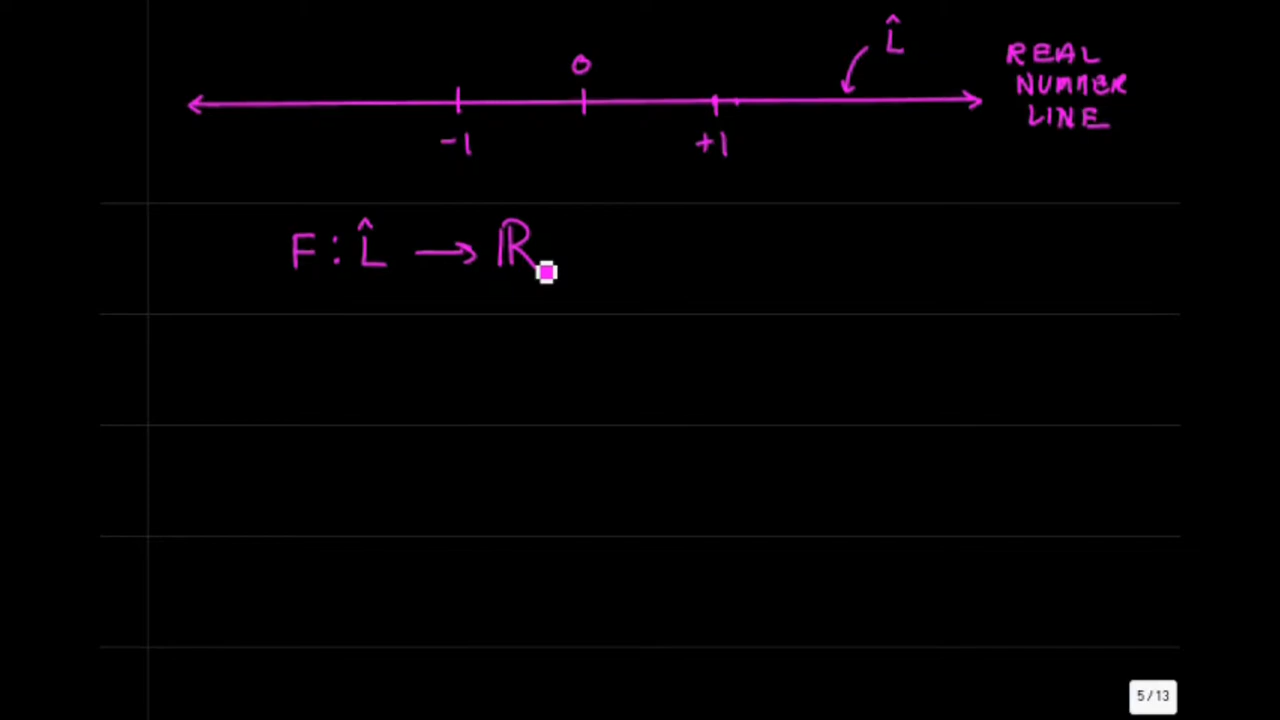 L̂
REAL
NUMBER
LINE
0
-1
+1
F : L̂ → ℝ
5 / 13